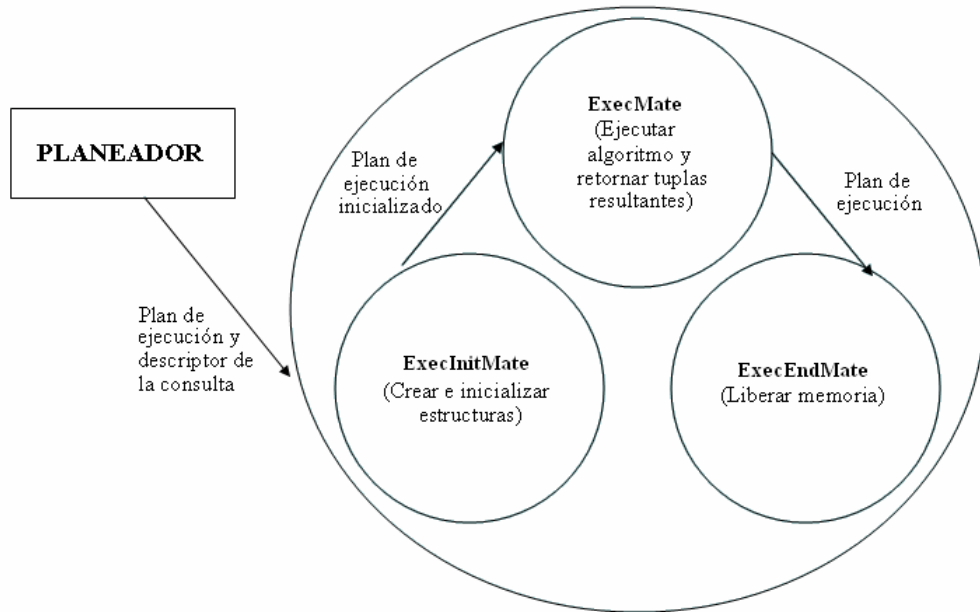 PLANEADOR
Plan de
ejecución y
descriptor de
la consulta
ExecInitMate
(Crear e inicializar
estructuras)
Plan de
ejecución
inicializado
ExecMate
(Ejecutar
algoritmo y
retornar tuplas
resultantes)
Plan de
ejecución
ExecEndMate
(Liberar memoria)